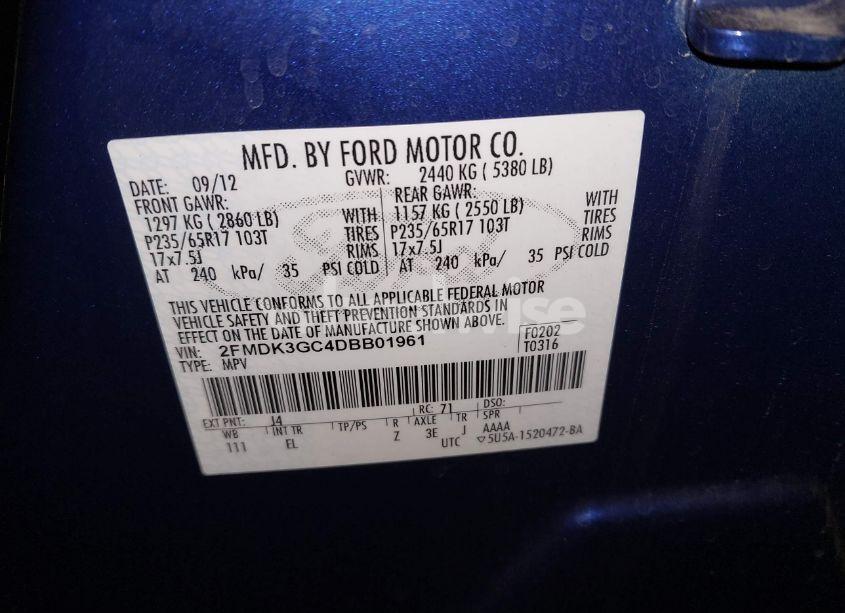 MFD. BY FORD MOTOR CO.
DATE: 09/12 GVWR: 2440 KG ( 5380 LB)
FRONT GAWR: REAR GAWR:
1297 KG ( 2860 LB) WITH 1157 KG ( 2550 LB) WITH
P235/65R17 103T TIRES P235/65R17 103T TIRES
17x7.5J RIMS 17x7.5J RIMS
AT 240 kPa/ 35 PSI COLD AT 240 kPa/ 35 PSI COLD
THIS VEHICLE CONFORMS TO ALL APPLICABLE FEDERAL MOTOR
VEHICLE SAFETY AND THEFT PREVENTION STANDARDS IN
EFFECT ON THE DATE OF MANUFACTURE SHOWN ABOVE.
VIN: 2FMDK3GC4DBB01961 F0202
TYPE: MPV T0316
EXT PNT: J4 RC: 71 DSO:
WB INT TR TP/PS R AXLE TR SPR
111 EL Z 3E J AAAA
UTC ▽5U5A-1520472-BA